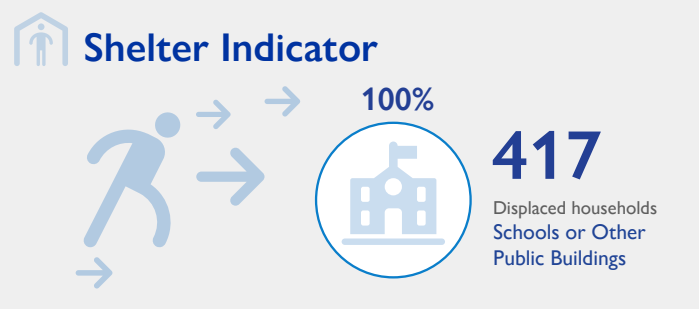 Shelter Indicator
100%
417
Displaced households
Schools or Other
Public Buildings